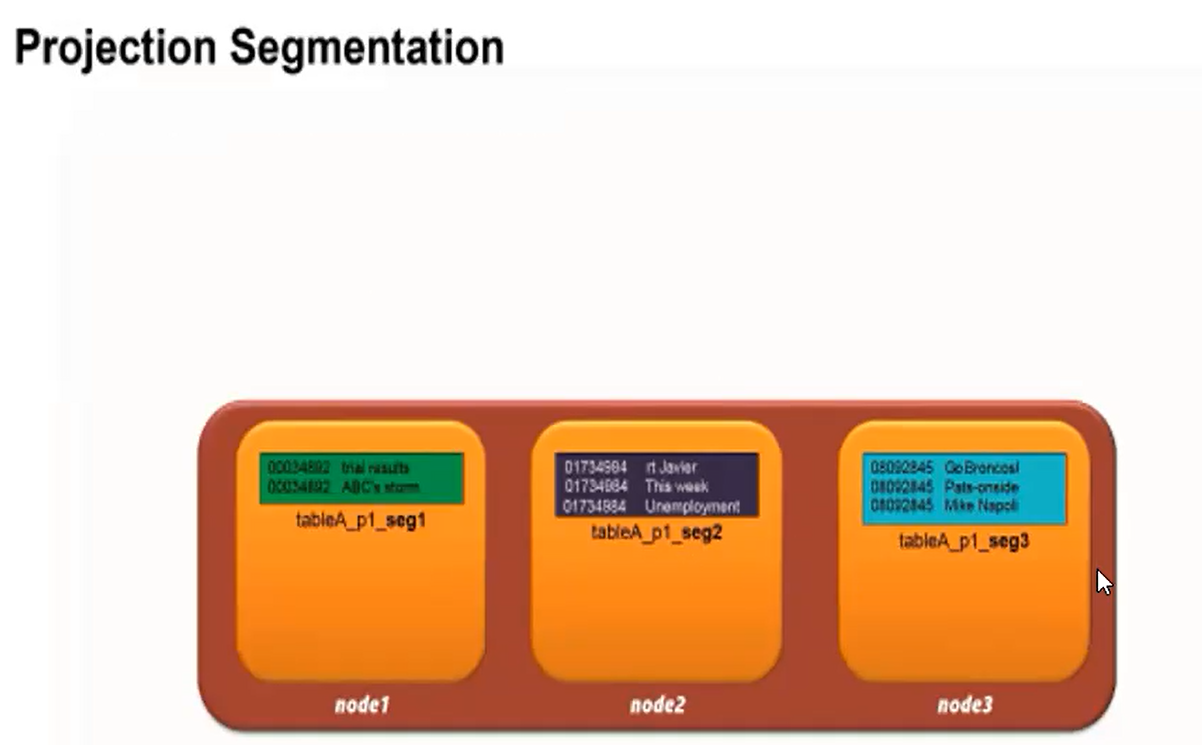 Projection Segmentation
00034892 trial results
00034892 ABC's storm
tableA_p1_seg1
01734984 rt Javier
01734984 This week
01734984 Unemployment
tableA_p1_seg2
08092845 Go Broncos!
08092845 Pats-onside
08092845 Mike Napoli
tableA_p1_seg3
node1
node2
node3